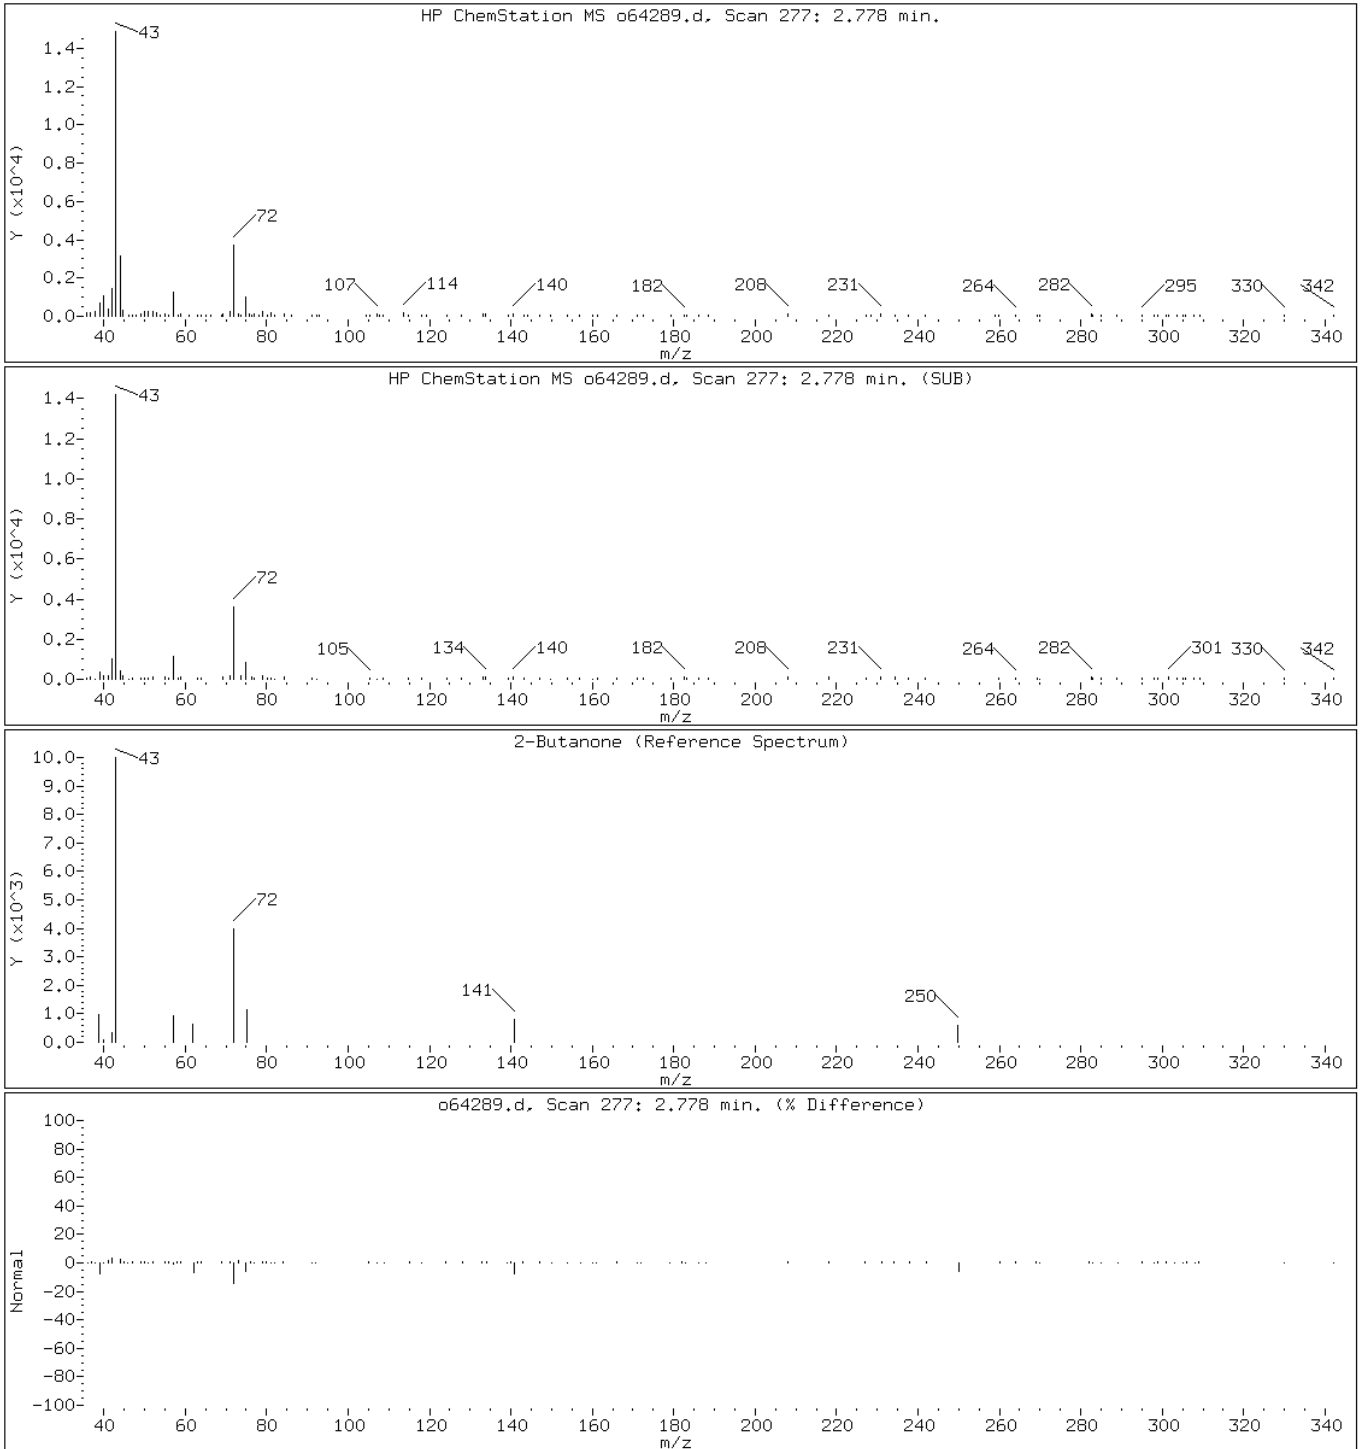 HP ChemStation MS o64289.d, Scan 277: 2.778 min.
43
1.4-
1.2-
1.0-
0.8-
0.6-
72
0.4-
0.2-
107 114 140 182 208 231 264 282 295 330 342
0.0-
Y (x10^4)
40 60 80 100 120 140 160 180 200 220 240 260 280 300 320 340
m/z
HP ChemStation MS o64289.d, Scan 277: 2.778 min. (SUB)
43
1.4-
1.2-
1.0-
0.8-
0.6-
72
0.4-
0.2-
105 134 140 182 208 231 264 282 301 330 342
0.0-
Y (x10^4)
40 60 80 100 120 140 160 180 200 220 240 260 280 300 320 340
m/z
2-Butanone (Reference Spectrum)
10.0-
43
9.0-
8.0-
7.0-
6.0-
5.0-
72
4.0-
3.0-
2.0-
141 250
1.0-
0.0-
Y (x10^3)
40 60 80 100 120 140 160 180 200 220 240 260 280 300 320 340
m/z
o64289.d, Scan 277: 2.778 min. (% Difference)
100-
80-
60-
40-
20-
0-
-20-
-40-
-60-
-80-
-100-
Normal
40 60 80 100 120 140 160 180 200 220 240 260 280 300 320 340
m/z